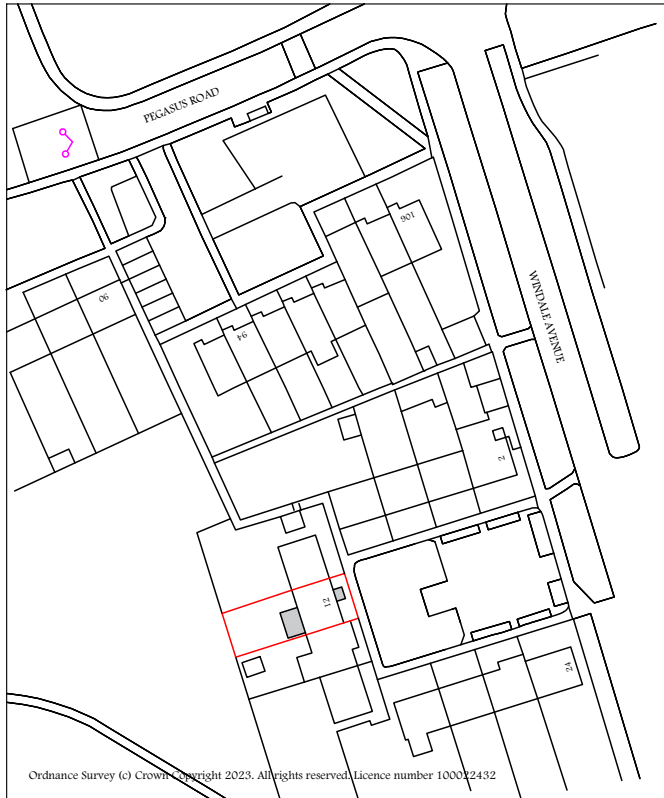 PEGASUS ROAD
106
90
94
WINDALE AVENUE
2
12
24
Ordnance Survey (c) Crown Copyright 2023. All rights reserved. Licence number 100022432